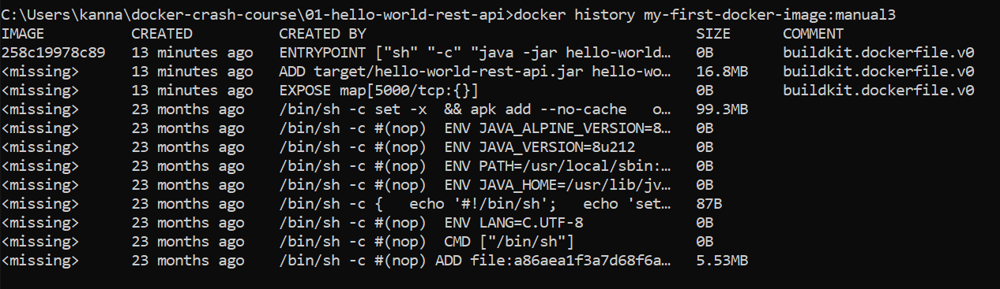 C:\Users\kanna\docker-crash-course\01-hello-world-rest-api>docker history my-first-docker-image:manual3
IMAGE CREATED CREATED BY SIZE COMMENT
258c19978c89 13 minutes ago ENTRYPOINT ["sh" "-c" "java -jar hello-world… 0B buildkit.dockerfile.v0
<missing> 13 minutes ago ADD target/hello-world-rest-api.jar hello-wo… 16.8MB buildkit.dockerfile.v0
<missing> 13 minutes ago EXPOSE map[5000/tcp:{}] 0B buildkit.dockerfile.v0
<missing> 23 months ago /bin/sh -c set -x && apk add --no-cache o… 99.3MB
<missing> 23 months ago /bin/sh -c #(nop) ENV JAVA_ALPINE_VERSION=8… 0B
<missing> 23 months ago /bin/sh -c #(nop) ENV JAVA_VERSION=8u212 0B
<missing> 23 months ago /bin/sh -c #(nop) ENV PATH=/usr/local/sbin:… 0B
<missing> 23 months ago /bin/sh -c #(nop) ENV JAVA_HOME=/usr/lib/jv… 0B
<missing> 23 months ago /bin/sh -c { echo '#!/bin/sh'; echo 'set… 87B
<missing> 23 months ago /bin/sh -c #(nop) ENV LANG=C.UTF-8 0B
<missing> 23 months ago /bin/sh -c #(nop) CMD ["/bin/sh"] 0B
<missing> 23 months ago /bin/sh -c #(nop) ADD file:a86aea1f3a7d68f6a… 5.53MB